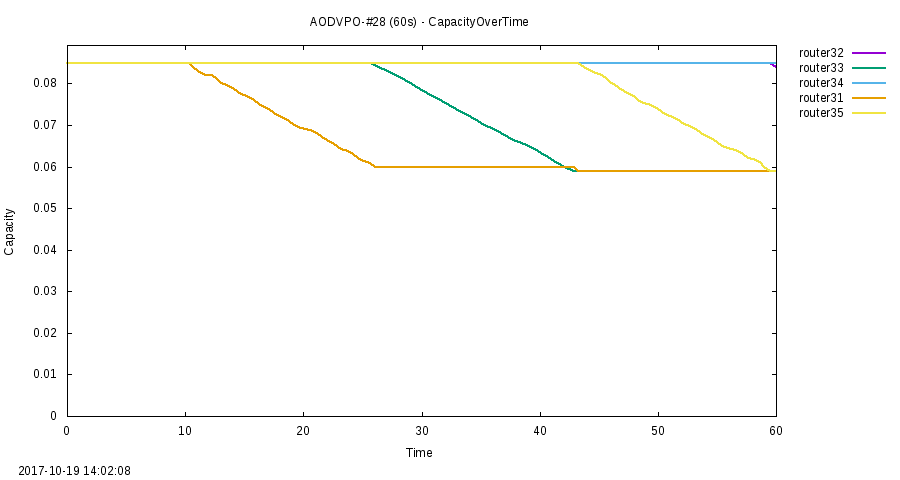 AODVPO-#28 (60s) - CapacityOverTime
router32
router33
router34
router31
router35
0.08
0.07
0.06
0.05
0.04
0.03
0.02
0.01
0
Capacity
0 10 20 30 40 50 60
Time
2017-10-19 14:02:08